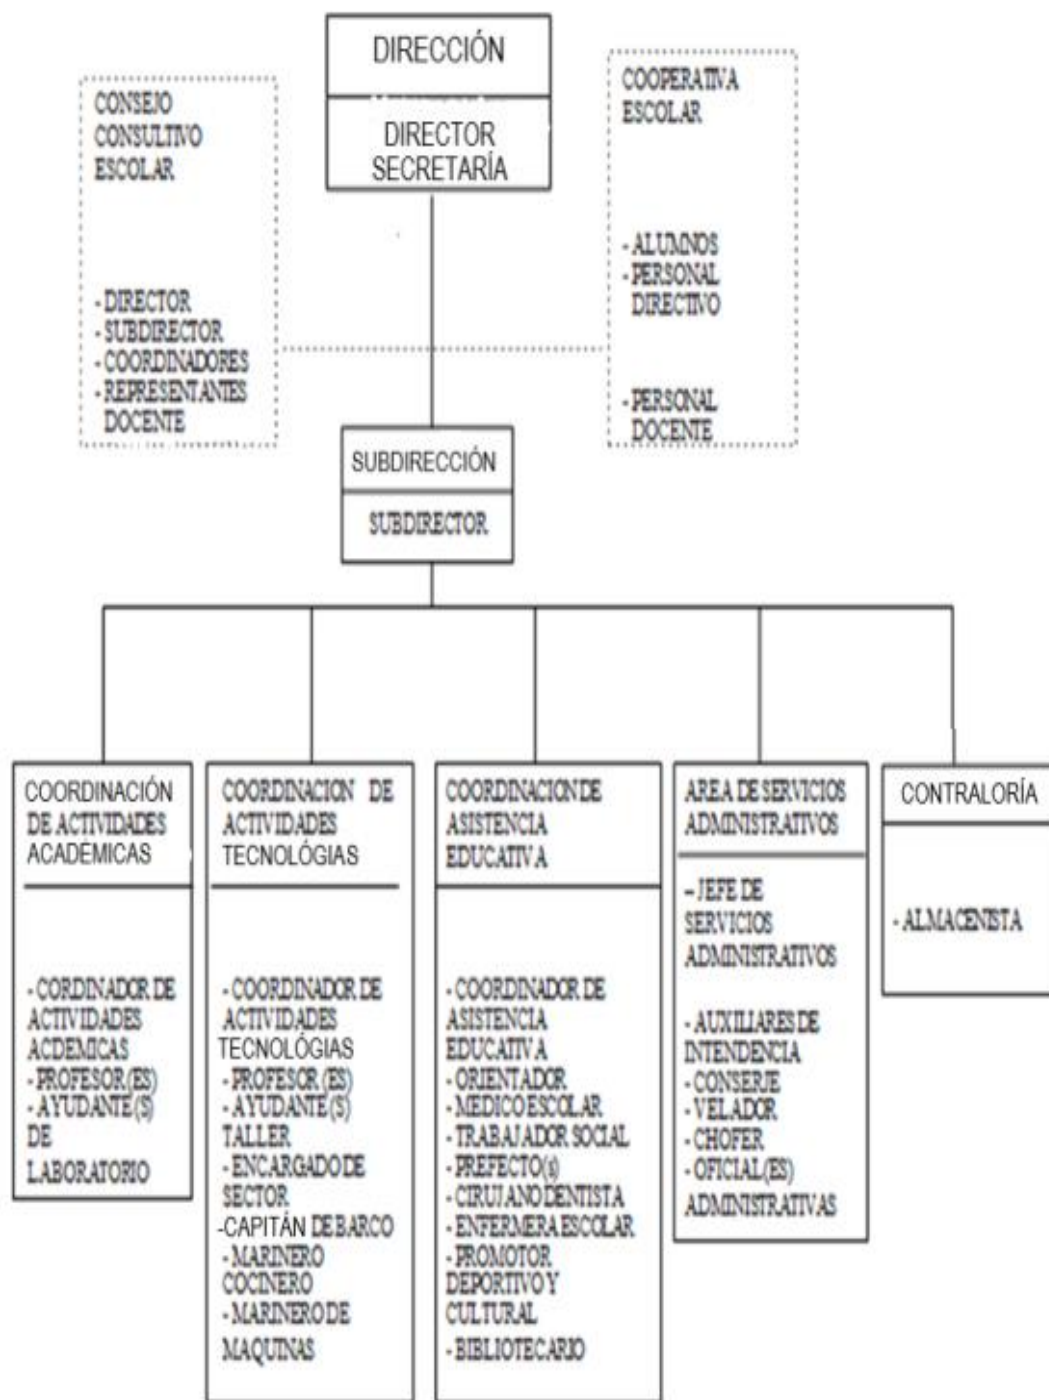 DIRECCIÓN
DIRECTOR
SECRETARÍA
CONSEJO
CONSULTIVO
ESCOLAR
- DIRECTOR
- SUBDIRECTOR
- COORDINADORES
- REPRESENTANTES
DOCENTE
COOPERATIVA
ESCOLAR
- ALUMNOS
- PERSONAL
DIRECTIVO
- PERSONAL
DOCENTE
SUBDIRECCIÓN
SUBDIRECTOR
COORDINACIÓN
DE ACTIVIDADES
ACADÉMICAS
- CORDINADOR DE
ACTIVIDADES
ACDEMICAS
- PROFESOR(ES)
- AYUDANTE(S)
DE
LABORATORIO
COORDINACION DE
ACTIVIDADES
TECNOLÓGIAS
- COORDINADOR DE
ACTIVIDADES
TECNOLÓGIAS
- PROFESOR (ES)
- AYUDANTE(S)
TALLER
- ENCARGADO DE
SECTOR
-CAPITÁN DE BARCO
- MARINERO
COCINERO
- MARINERO DE
MAQUINAS
COORDINACION DE
ASISTENCIA
EDUCATIVA
- COORDINADOR DE
ASISTENCIA
EDUCATIVA
- ORIENTADOR
- MEDICO ESCOLAR
- TRABAJADOR SOCIAL
- PREFECTO(s)
- CIRUJANO DENTISTA
- ENFERMERA ESCOLAR
- PROMOTOR
DEPORTIVO Y
CULTURAL
- BIBLIOTECARIO
AREA DE SERVICIOS
ADMINISTRATIVOS
– JEFE DE
SERVICIOS
ADMINISTRATIVOS
- AUXILIARES DE
INTENDENCIA
- CONSERJE
- VELADOR
- CHOFER
- OFICIAL(ES)
ADMINISTRATIVAS
CONTRALORÍA
- ALMACENISTA